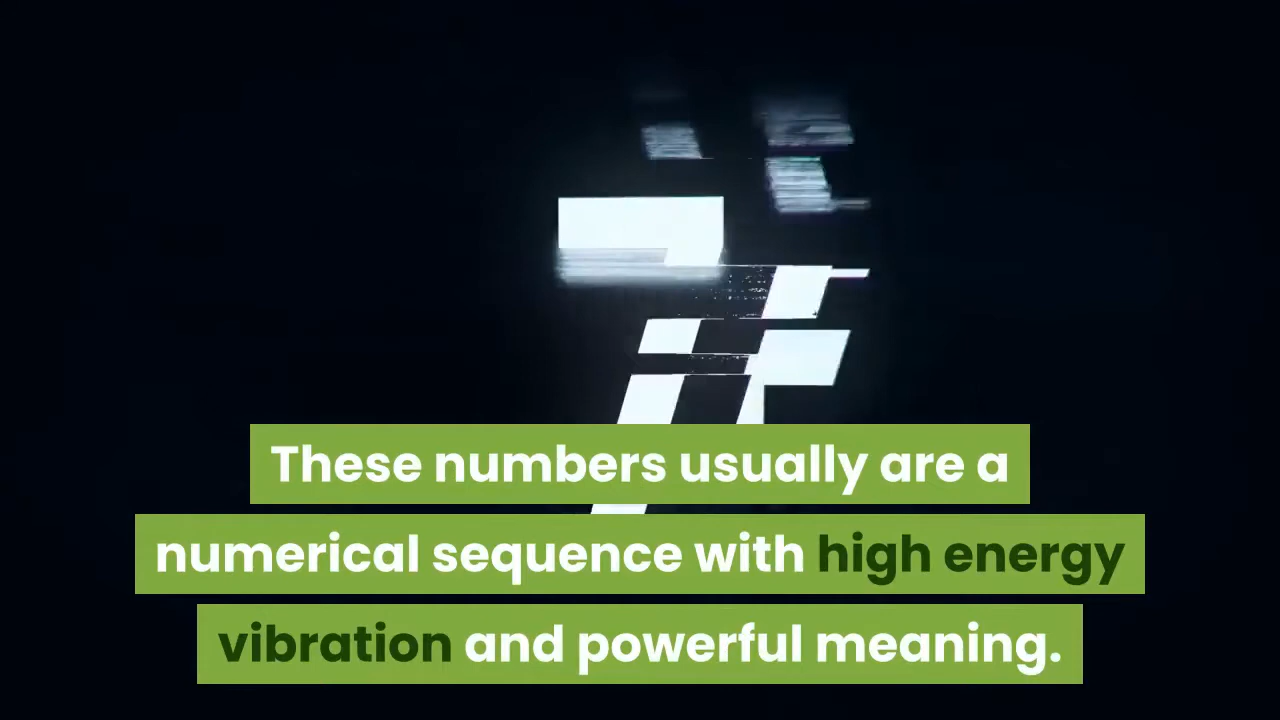 These numbers usually are a
numerical sequence with high energy
vibration and powerful meaning.